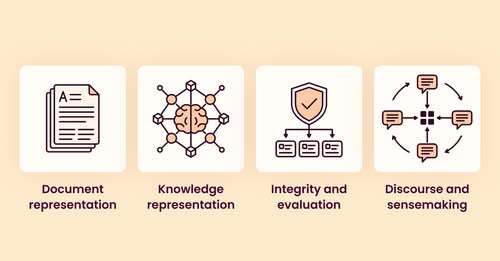 A
Document
representation
Knowledge
representation
Integrity and
evaluation
Discourse and
sensemaking